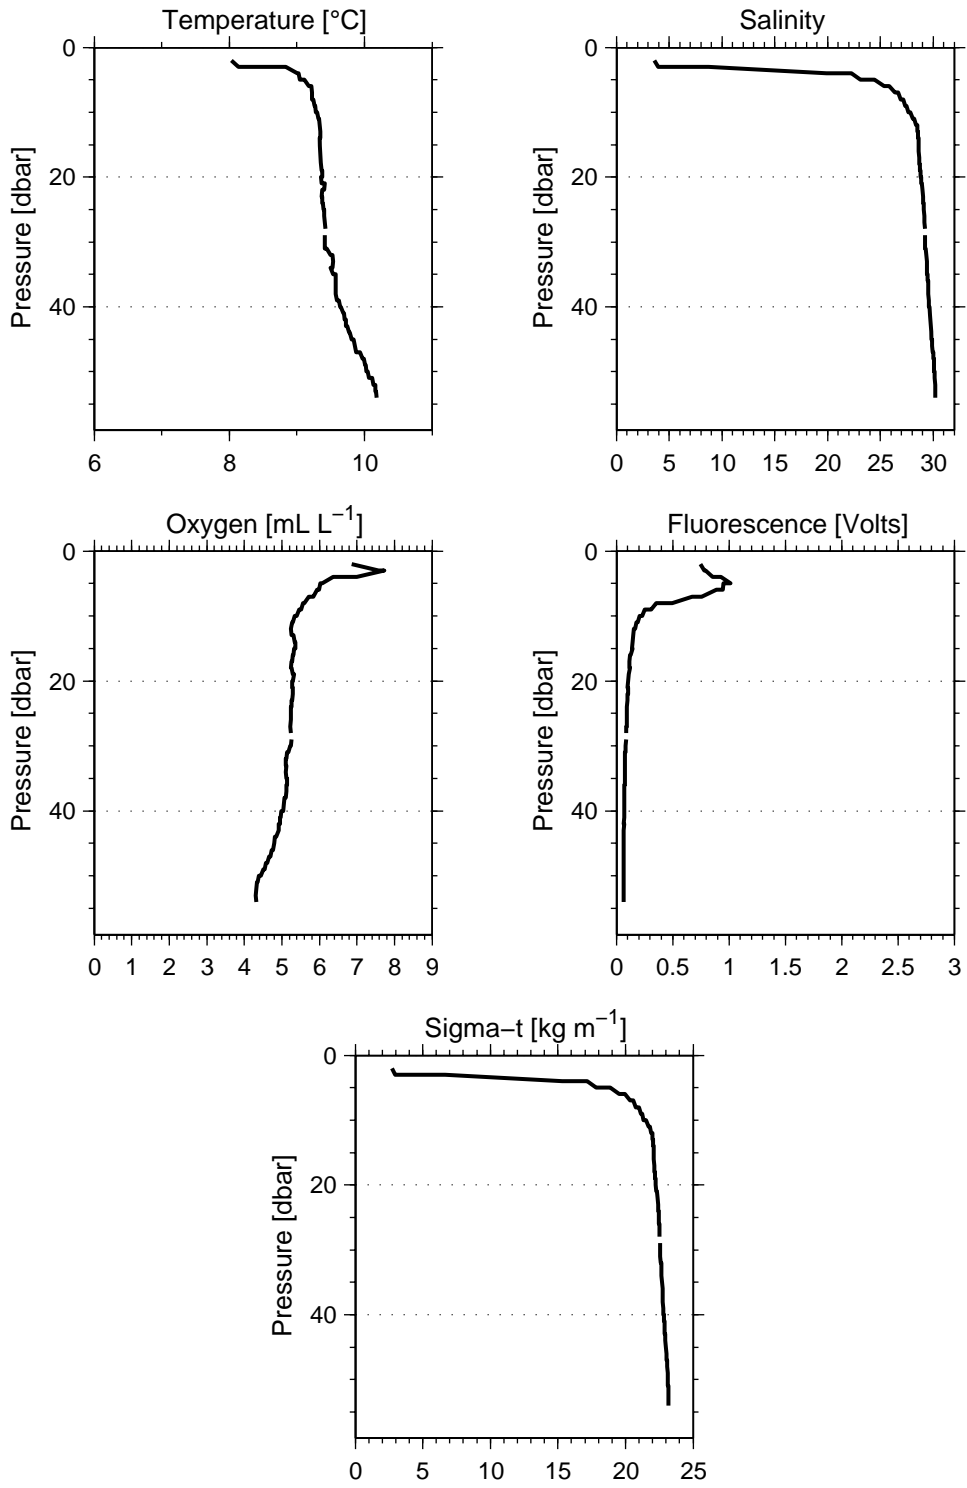 Temperature [°C]
Salinity
0
20
40
Pressure [dbar]
6 8 10
0
20
40
Pressure [dbar]
0 5 10 15 20 25 30
Oxygen [mL L−1]
Fluorescence [Volts]
0
20
40
Pressure [dbar]
0 1 2 3 4 5 6 7 8 9
0
20
40
Pressure [dbar]
0 0.5 1 1.5 2 2.5 3
Sigma−t [kg m−1]
0
20
40
Pressure [dbar]
0 5 10 15 20 25